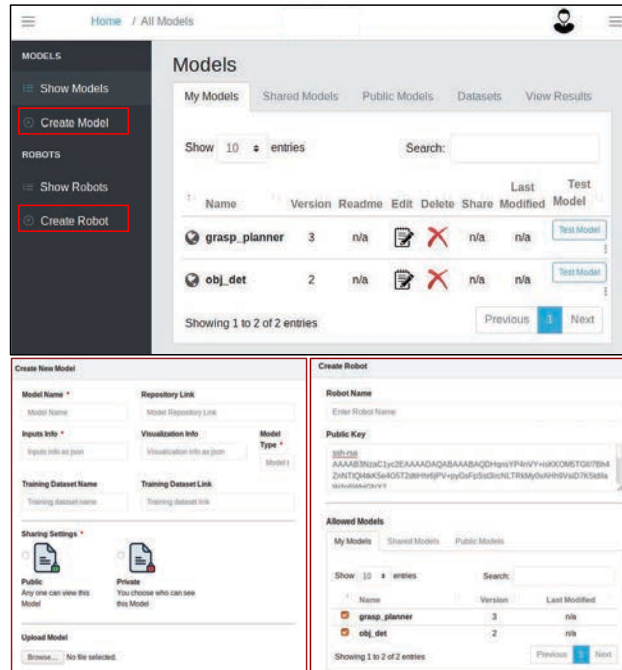 Home / All Models
MODELS
Show Models
Create Model
ROBOTS
Show Robots
Create Robot
Models
My Models Shared Models Public Models Datasets View Results
Show 10 entries Search:
Name Version Readme Edit Delete Share Last Modified Test Model
grasp_planner 3 n/a n/a n/a Test Model
obj_det 2 n/a n/a n/a Test Model
Showing 1 to 2 of 2 entries
Previous 1 Next
Create New Model
Model Name * Repository Link
Model Name Model Repository Link
Inputs Info * Visualization Info Model Type *
Inputs info as json Visualization info as json Model t
Training Dataset Name Training Dataset Link
Training dataset name Training dataset link
Sharing Settings *
Public Private
Any one can view this Model You choose who can see this Model
Upload Model
Browse... No file selected.
Create Robot
Robot Name
Enter Robot Name
Public Key
ssh-rsa
Allowed Models
My Models Shared Models Public Models
Show 10 entries Search:
Name Version Last Modified
grasp_planner 3 n/a
obj_det 2 n/a
Showing 1 to 2 of 2 entries Previous 1 Next